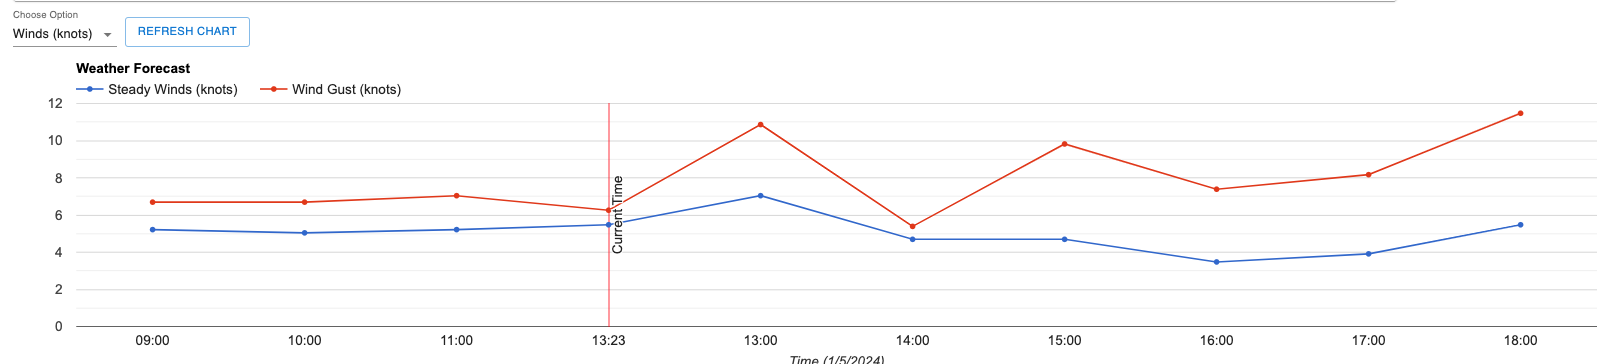 Choose Option
Winds (knots)
REFRESH CHART
Weather Forecast
Steady Winds (knots)
Wind Gust (knots)
12
10
8
6
4
2
0
Current Time
09:00
10:00
11:00
13:23
13:00
14:00
15:00
16:00
17:00
18:00
Time (1/5/2024)